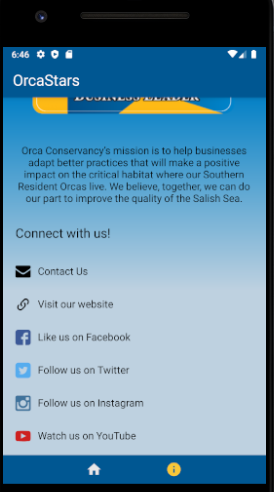 6:46
OrcaStars
BUSINESS LEADER
Orca Conservancy's mission is to help businesses
adapt better practices that will make a positive
impact on the critical habitat where our Southern
Resident Orcas live. We believe, together, we can do
our part to improve the quality of the Salish Sea.
Connect with us!
Contact Us
Visit our website
Like us on Facebook
Follow us on Twitter
Follow us on Instagram
Watch us on YouTube